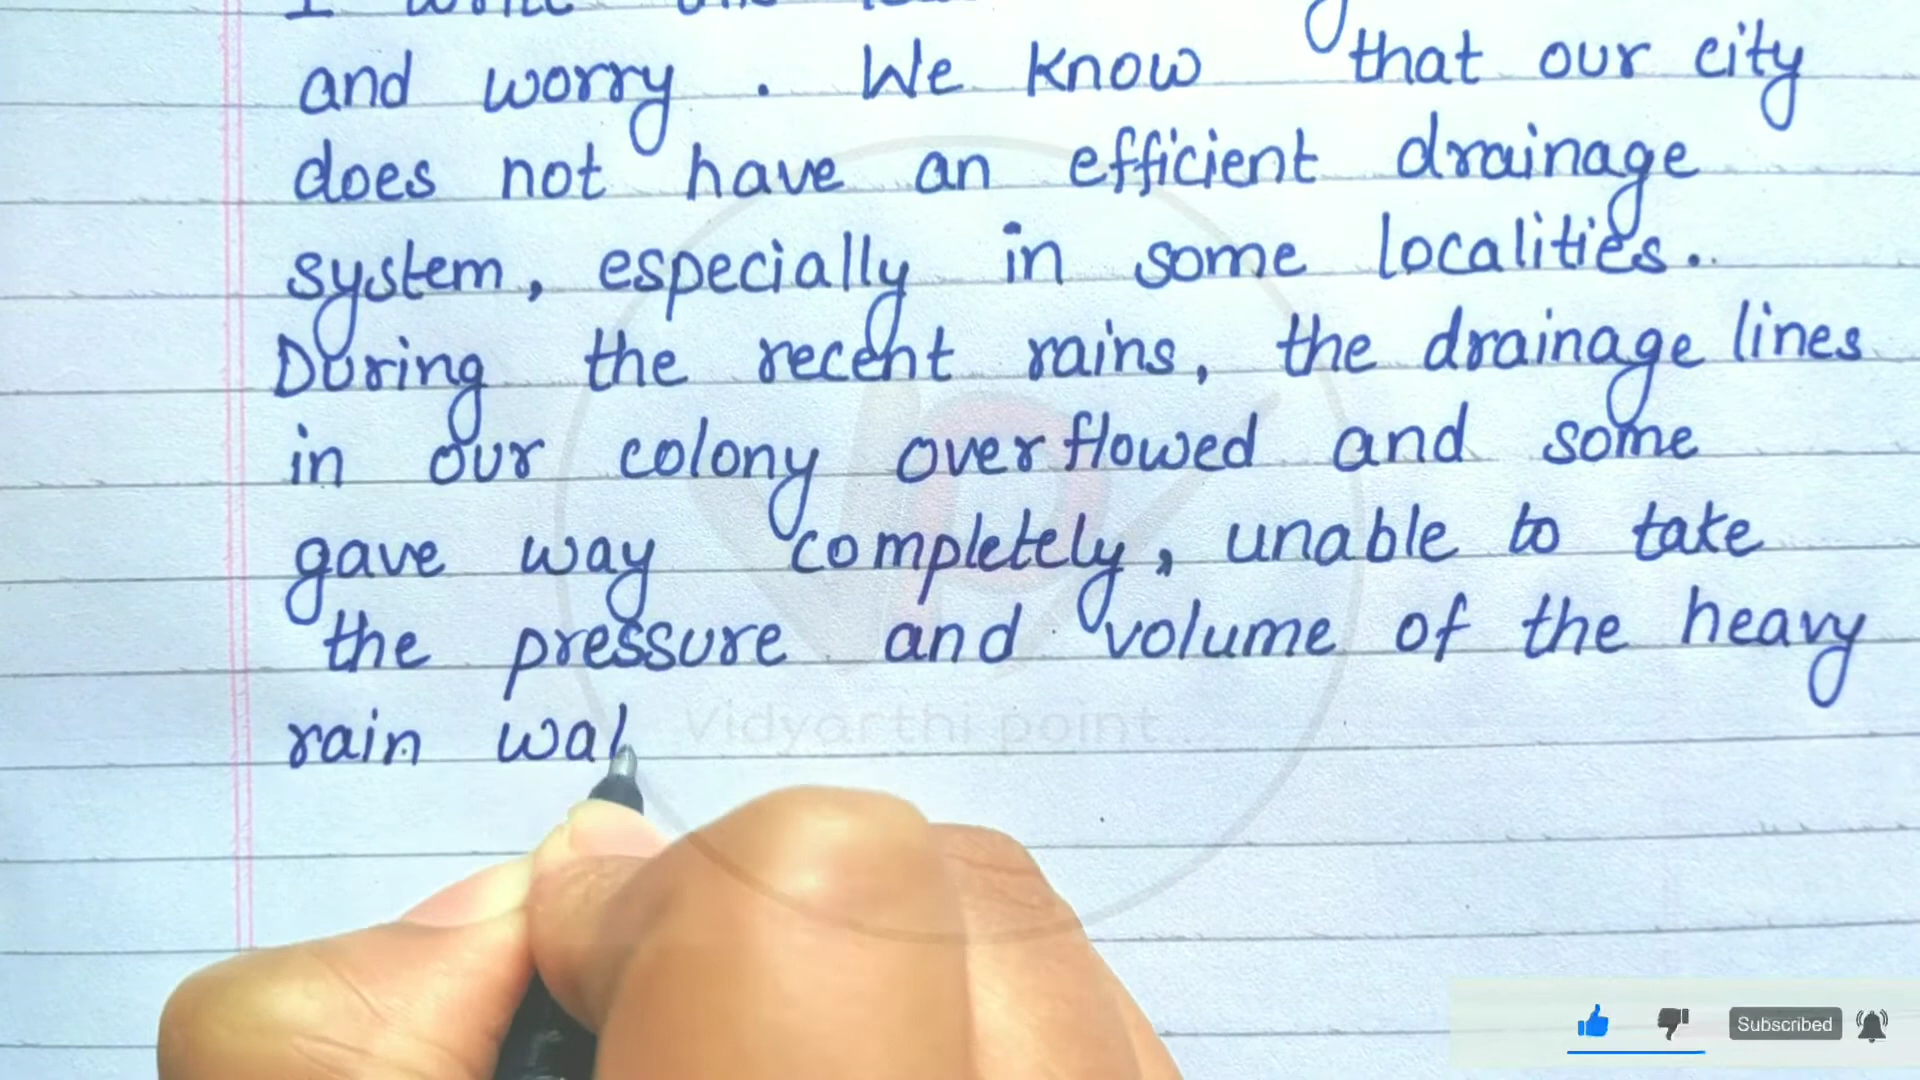 and worry. We know that our city
does not have an efficient drainage
system, especially in some localities.
During the recent rains, the drainage lines
in our colony overflowed and some
gave way completely, unable to take
the pressure and volume of the heavy
rain wa
Vidyarthi point
Subscribed